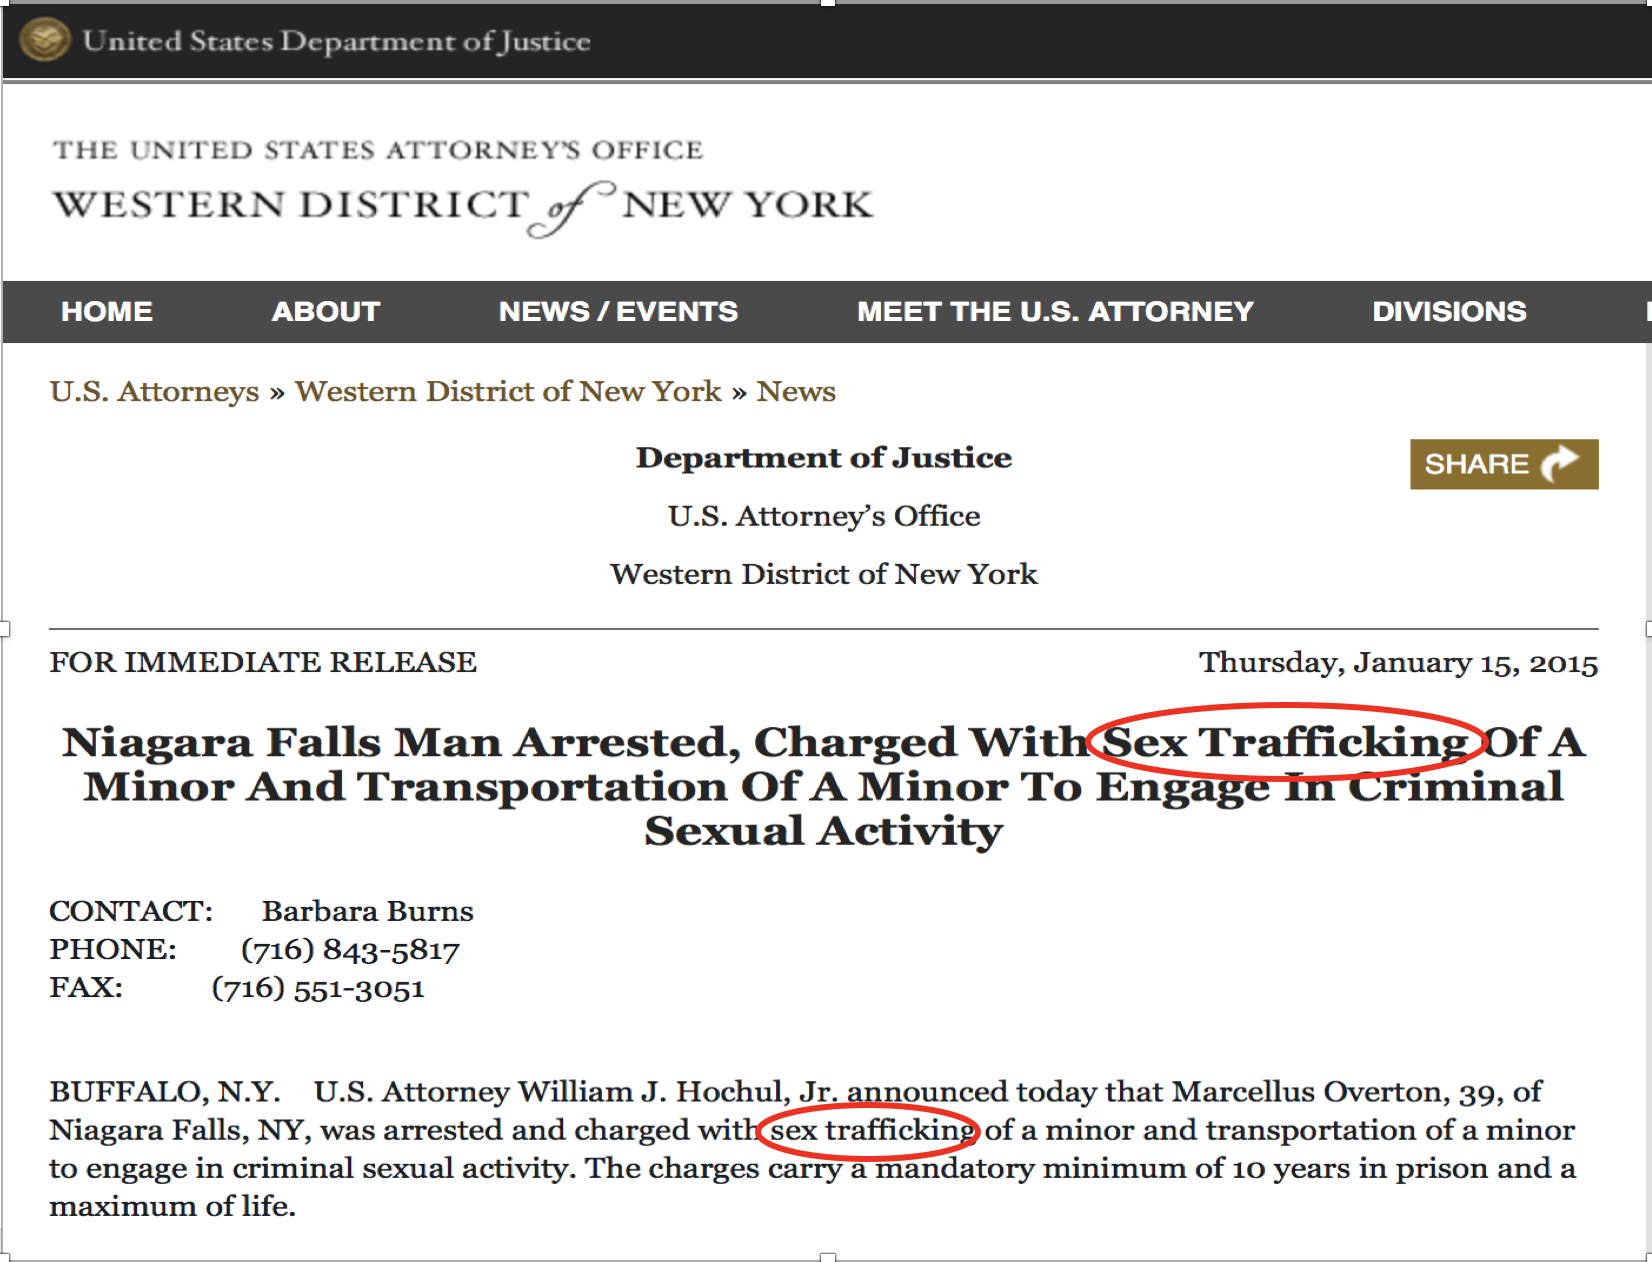 United States Department of Justice
THE UNITED STATES ATTORNEY'S OFFICE
WESTERN DISTRICT of NEW YORK
HOME ABOUT NEWS / EVENTS MEET THE U.S. ATTORNEY DIVISIONS
U.S. Attorneys » Western District of New York » News
Department of Justice
SHARE
U.S. Attorney’s Office
Western District of New York
FOR IMMEDIATE RELEASE Thursday, January 15, 2015
Niagara Falls Man Arrested, Charged With Sex Trafficking Of A
Minor And Transportation Of A Minor To Engage In Criminal
Sexual Activity
CONTACT: Barbara Burns
PHONE: (716) 843-5817
FAX: (716) 551-3051
BUFFALO, N.Y. U.S. Attorney William J. Hochul, Jr. announced today that Marcellus Overton, 39, of
Niagara Falls, NY, was arrested and charged with sex trafficking of a minor and transportation of a minor
to engage in criminal sexual activity. The charges carry a mandatory minimum of 10 years in prison and a
maximum of life.